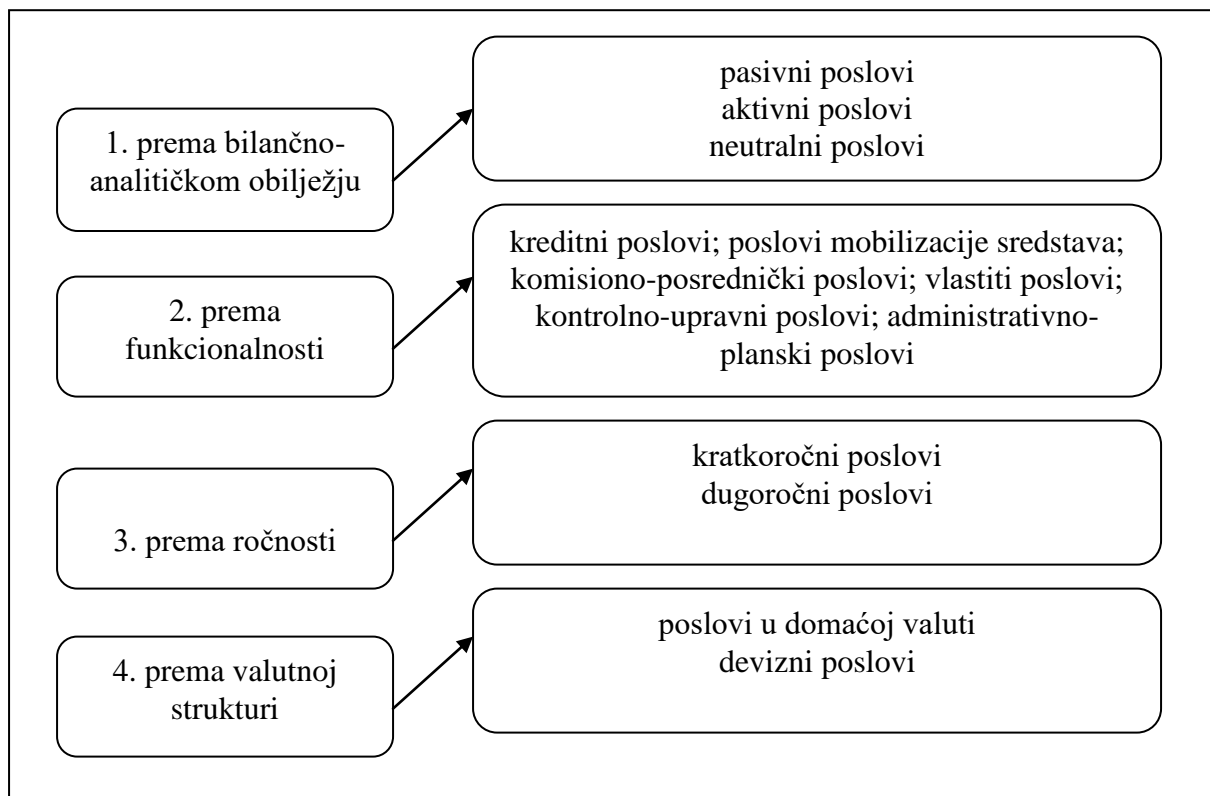 1. prema bilančno-
analitičkom obilježju
pasivni poslovi
aktivni poslovi
neutralni poslovi
2. prema
funkcionalnosti
kreditni poslovi; poslovi mobilizacije sredstava;
komisiono-posrednički poslovi; vlastiti poslovi;
kontrolno-upravni poslovi; administrativno-
planski poslovi
3. prema ročnosti
kratkoročni poslovi
dugoročni poslovi
4. prema valutnoj
strukturi
poslovi u domaćoj valuti
devizni poslovi